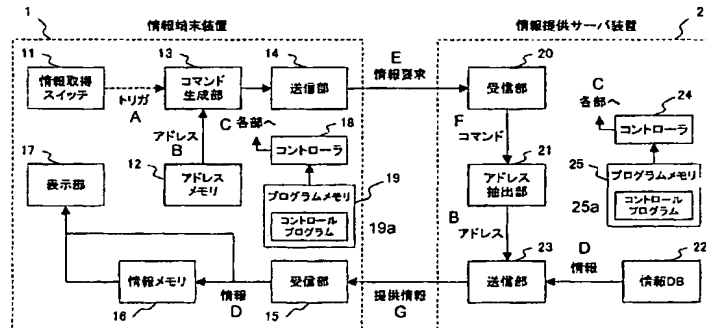 1
情報端末装置
情報提供サーバ装置
2
11
情報取得
スイッチ
トリガ
A
13
コマンド
生成部
14
送信部
E
情報要求
20
受信部
C
各部へ
24
コントローラ
F
コマンド
17
表示部
アドレス
B
12
アドレス
メモリ
C
各部へ
18
コントローラ
19
プログラムメモリ
コントロール
プログラム
19a
21
アドレス
抽出部
25
プログラムメモリ
25a
コントロール
プログラム
B
アドレス
情報メモリ
16
情報
D
受信部
15
提供情報
G
23
送信部
D
情報
22
情報DB